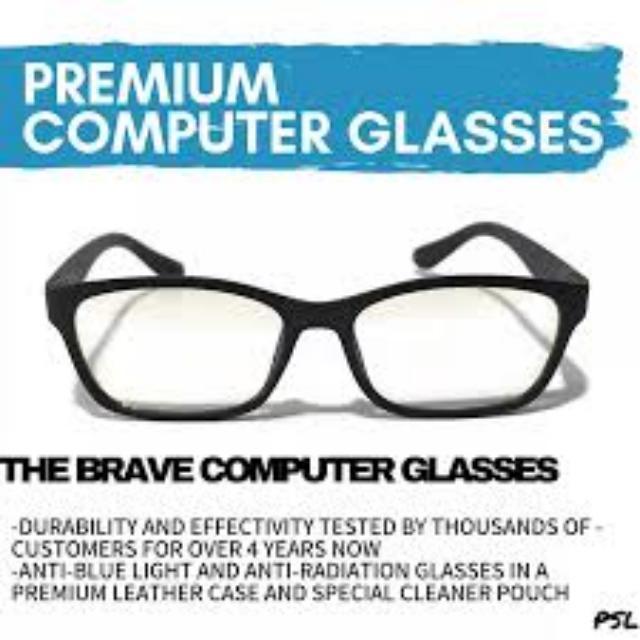 PREMIUM
COMPUTER GLASSES
THE BRAVE COMPUTER GLASSES
-DURABILITY AND EFFECTIVITY TESTED BY THOUSANDS OF -
CUSTOMERS FOR OVER 4 YEARS NOW
-ANTI-BLUE LIGHT AND ANTI-RADIATION GLASSES IN A
PREMIUM LEATHER CASE AND SPECIAL CLEANER POUCH
PSL